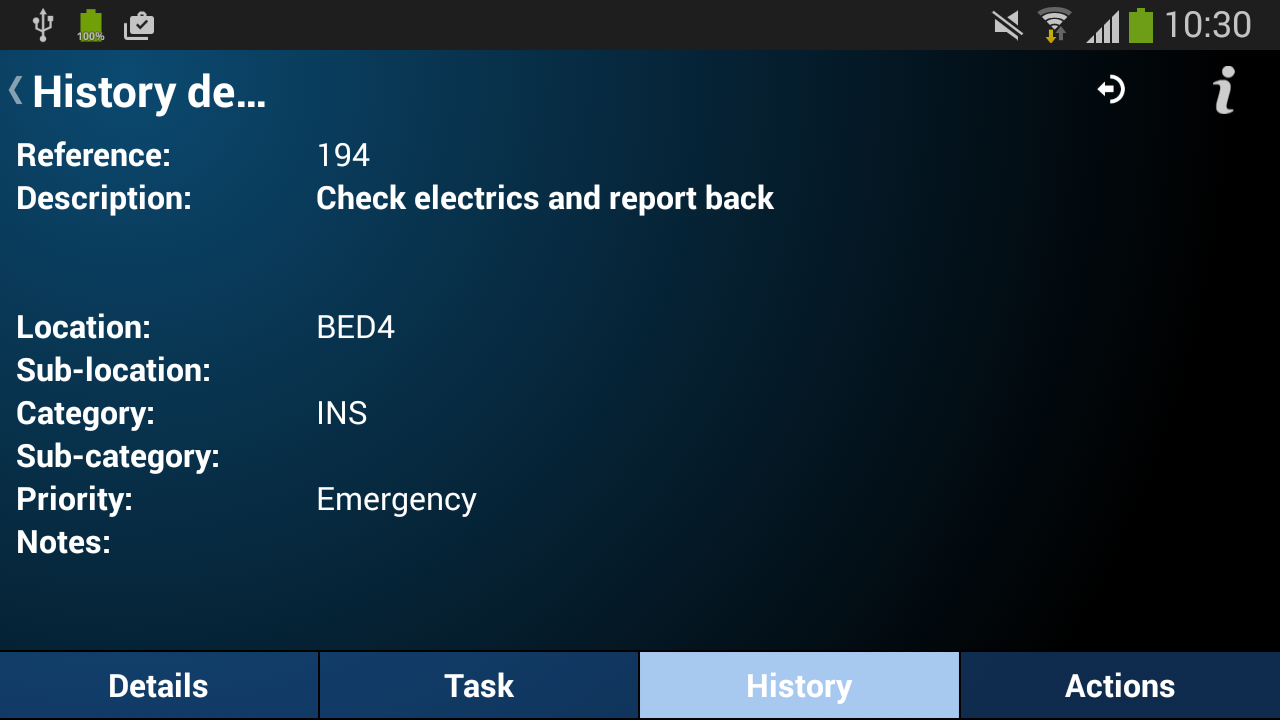 100%
10:30
History de...
Reference: 194
Description: Check electrics and report back
Location: BED4
Sub-location:
Category: INS
Sub-category:
Priority: Emergency
Notes:
Details Task History Actions